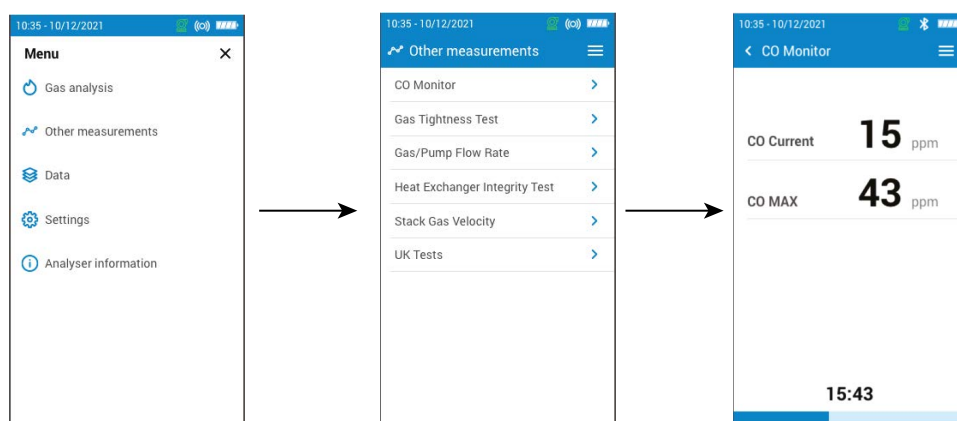 10:35 - 10/12/2021
Menu
Gas analysis
Other measurements
Data
Settings
Analyser information
10:35 - 10/12/2021
Other measurements
CO Monitor
Gas Tightness Test
Gas/Pump Flow Rate
Heat Exchanger Integrity Test
Stack Gas Velocity
UK Tests
10:35 - 10/12/2021
CO Monitor
CO Current 15 ppm
CO MAX 43 ppm
15:43